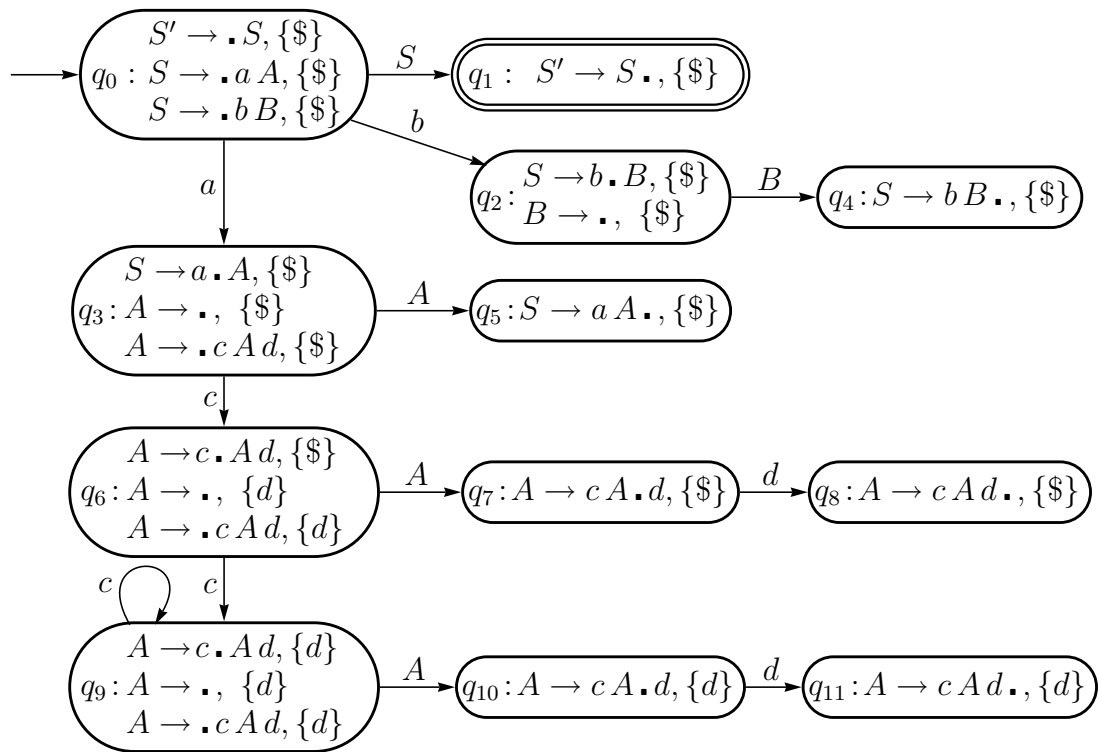 S′ → ▪ S, {$}
q₀ : S → ▪ a A, {$}
S → ▪ b B, {$}
S
q₁ : S′ → S ▪ , {$}
b
a
S → b ▪ B, {$}
q₂ : B → ▪ , {$}
B
q₄ : S → b B ▪ , {$}
S → a ▪ A, {$}
q₃ : A → ▪ , {$}
A → ▪ c A d, {$}
A
q₅ : S → a A ▪ , {$}
c
A → c ▪ A d, {$}
q₆ : A → ▪ , {d}
A → ▪ c A d, {d}
A
q₇ : A → c A ▪ d, {$}
d
q₈ : A → c A d ▪ , {$}
c
c
A → c ▪ A d, {d}
q₉ : A → ▪ , {d}
A → ▪ c A d, {d}
A
q₁₀ : A → c A ▪ d, {d}
d
q₁₁ : A → c A d ▪ , {d}